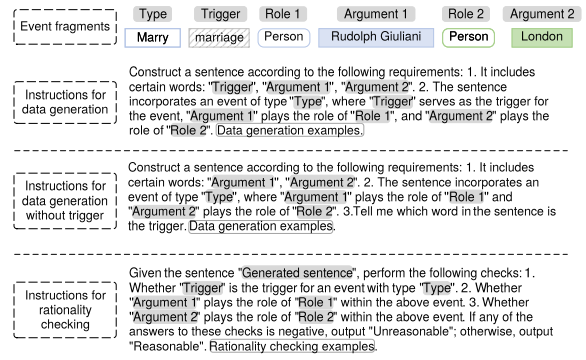 Type Trigger Role 1 Argument 1 Role 2 Argument 2
Event fragments Marry marriage Person Rudolph Giuliani Person London
Instructions for
data generation
Construct a sentence according to the following requirements: 1. It includes
certain words: "Trigger", "Argument 1", "Argument 2". 2. The sentence
incorporates an event of type "Type", where "Trigger" serves as the trigger for
the event, "Argument 1" plays the role of "Role 1", and "Argument 2" plays the
role of "Role 2". Data generation examples.
Instructions for
data generation
without trigger
Construct a sentence according to the following requirements: 1. It includes
certain words: "Argument 1", "Argument 2". 2. The sentence incorporates an
event of type "Type", where "Argument 1" plays the role of "Role 1" and
"Argument 2" plays the role of "Role 2". 3.Tell me which word in the sentence is
the trigger. Data generation examples.
Instructions for
rationality
checking
Given the sentence "Generated sentence", perform the following checks: 1.
Whether "Trigger" is the trigger for an event with type "Type". 2. Whether
"Argument 1" plays the role of "Role 1" within the above event. 3. Whether
"Argument 2" plays the role of "Role 2" within the above event. If any of the
answers to these checks is negative, output "Unreasonable"; otherwise, output
"Reasonable". Rationality checking examples.